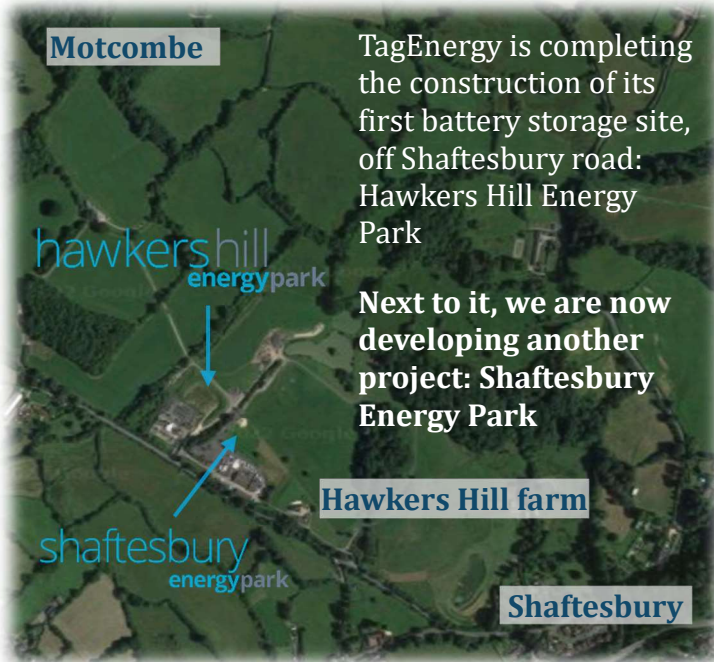 Motcombe
TagEnergy is completing
the construction of its
first battery storage site,
off Shaftesbury road:
Hawkers Hill Energy
Park
hawkershill
energypark
Next to it, we are now
developing another
project: Shaftesbury
Energy Park
Hawkers Hill farm
shaftesbury
energypark
Shaftesbury